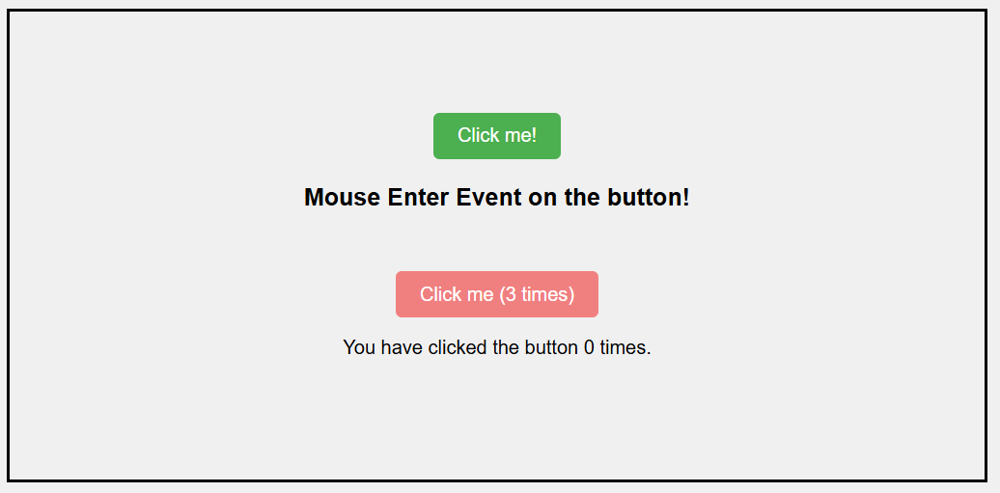 Click me!
Mouse Enter Event on the button!
Click me (3 times)
You have clicked the button 0 times.